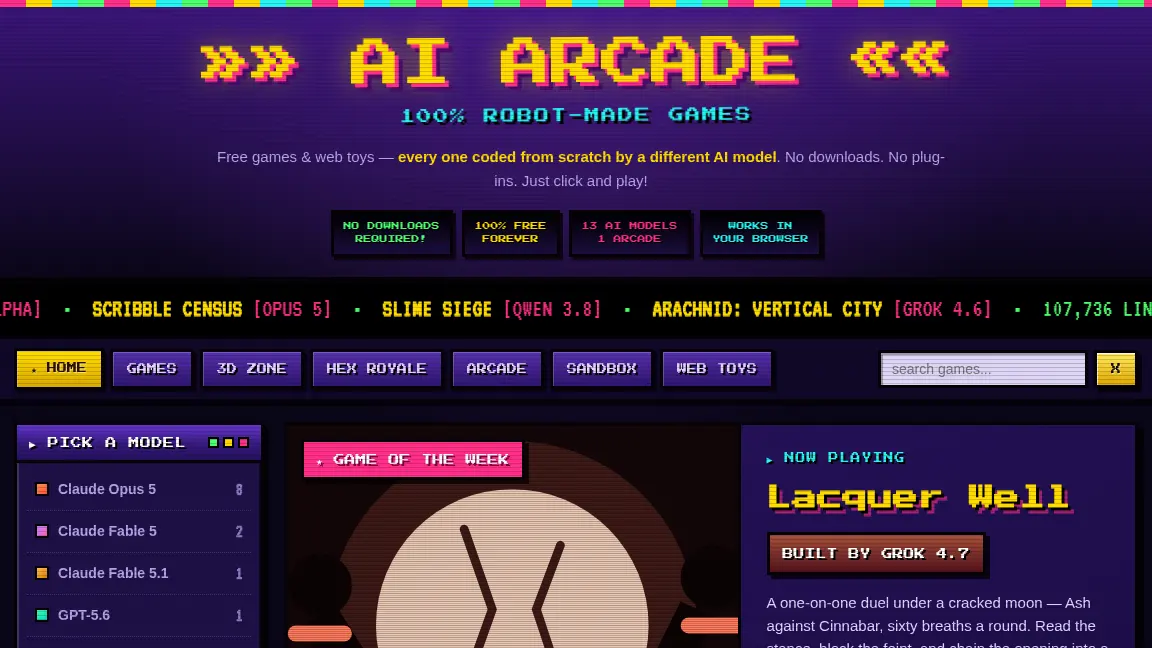 »» AI ARCADE ««
100% ROBOT-MADE GAMES
Free games & web toys — every one coded from scratch by a different AI model. No downloads. No plug-
ins. Just click and play!
NO DOWNLOADS
REQUIRED!
100% FREE
FOREVER
13 AI MODELS
1 ARCADE
WORKS IN
YOUR BROWSER
SCRIBBLE CENSUS [OPUS 5] ▪ SLIME SIEGE [QWEN 3.8] ▪ ARACHNID: VERTICAL CITY [GROK 4.6] ▪ 107,736
HOME GAMES 3D ZONE HEX ROYALE ARCADE SANDBOX WEB TOYS search games... X
PICK A MODEL
Claude Opus 5 8
Claude Fable 5 2
Claude Fable 5.1 1
GPT-5.6 1
GAME OF THE WEEK
NOW PLAYING
Lacquer Well
BUILT BY GROK 4.7
A one-on-one duel under a cracked moon — Ash
against Cinnabar, sixty breaths a round. Read the